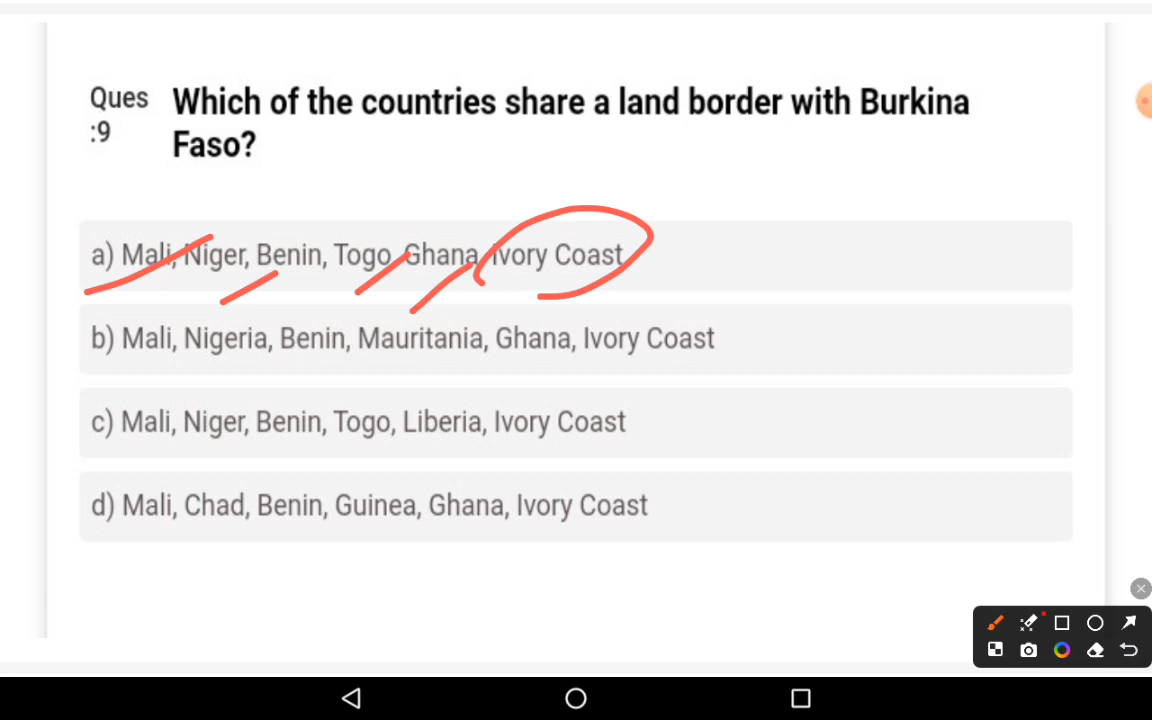 Ques :9
Which of the countries share a land border with Burkina
Faso?
a) Mali, Niger, Benin, Togo, Ghana, Ivory Coast
b) Mali, Nigeria, Benin, Mauritania, Ghana, Ivory Coast
c) Mali, Niger, Benin, Togo, Liberia, Ivory Coast
d) Mali, Chad, Benin, Guinea, Ghana, Ivory Coast